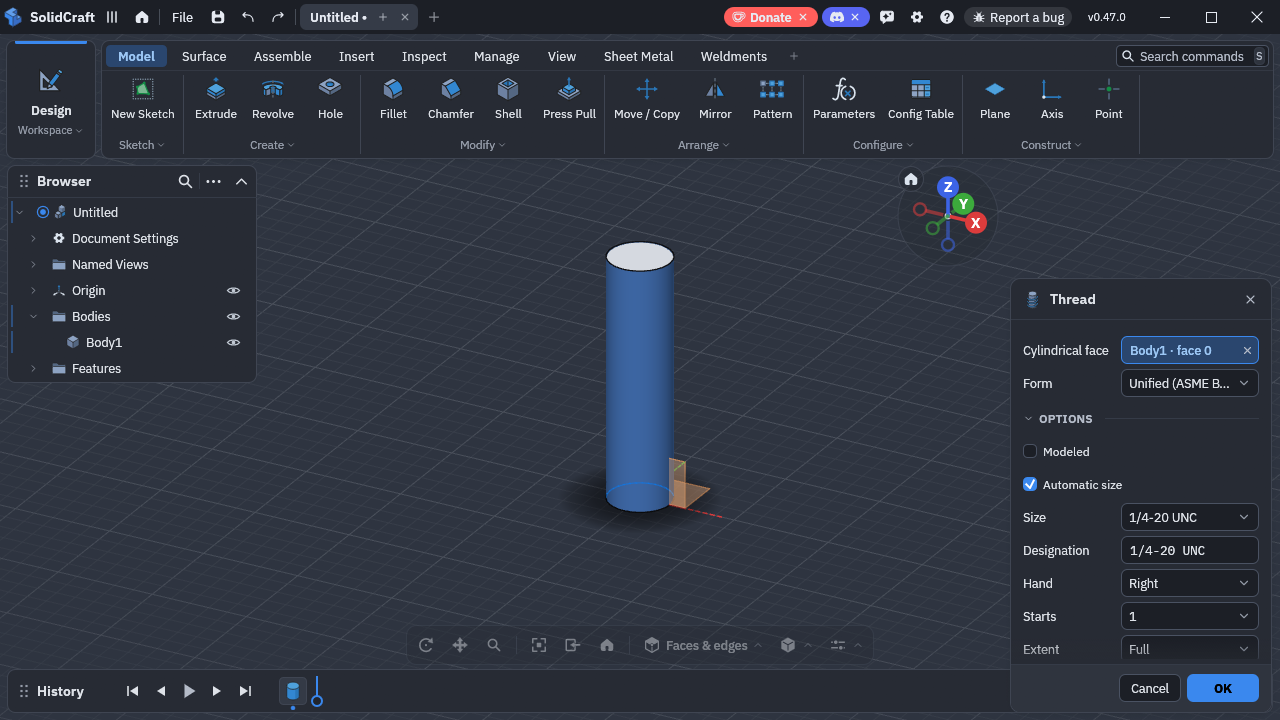 SolidCraft
File
Untitled •
Donate
Report a bug
v0.47.0
Design
Workspace
Model
Surface
Assemble
Insert
Inspect
Manage
View
Sheet Metal
Weldments
Search commands
S
New Sketch
Extrude
Revolve
Hole
Fillet
Chamfer
Shell
Press Pull
Move / Copy
Mirror
Pattern
Parameters
Config Table
Plane
Axis
Point
Sketch
Create
Modify
Arrange
Configure
Construct
Browser
Untitled
Document Settings
Named Views
Origin
Bodies
Body1
Features
Z
Y
X
Thread
Cylindrical face
Body1 · face 0
Form
Unified (ASME B...
OPTIONS
Modeled
Automatic size
Size
1/4-20 UNC
Designation
1/4-20 UNC
Hand
Right
Starts
1
Extent
Full
Cancel
OK
Faces & edges
History